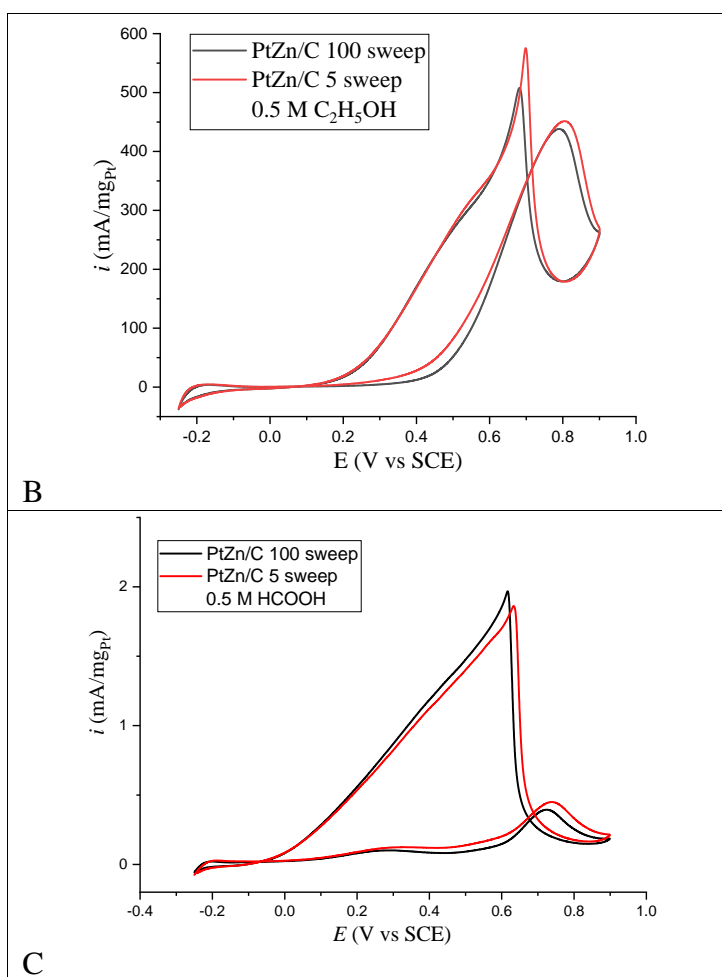 600
500
400
300
200
100
0
i (mA/mgPt)
PtZn/C 100 sweep
PtZn/C 5 sweep
0.5 M C2H5OH
-0.2
0.0
0.2
0.4
0.6
0.8
1.0
E (V vs SCE)
B
2
1
0
i (mA/mgPt)
PtZn/C 100 sweep
PtZn/C 5 sweep
0.5 M HCOOH
-0.4
-0.2
0.0
0.2
0.4
0.6
0.8
1.0
E (V vs SCE)
C